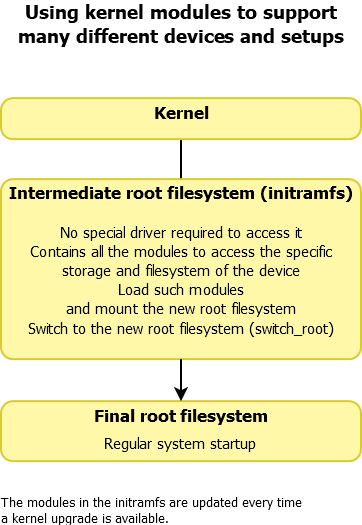 Using kernel modules to support
many different devices and setups
Kernel
Intermediate root filesystem (initramfs)
No special driver required to access it
Contains all the modules to access the specific
storage and filesystem of the device
Load such modules
and mount the new root filesystem
Switch to the new root filesystem (switch_root)
Final root filesystem
Regular system startup
The modules in the initramfs are updated every time
a kernel upgrade is available.